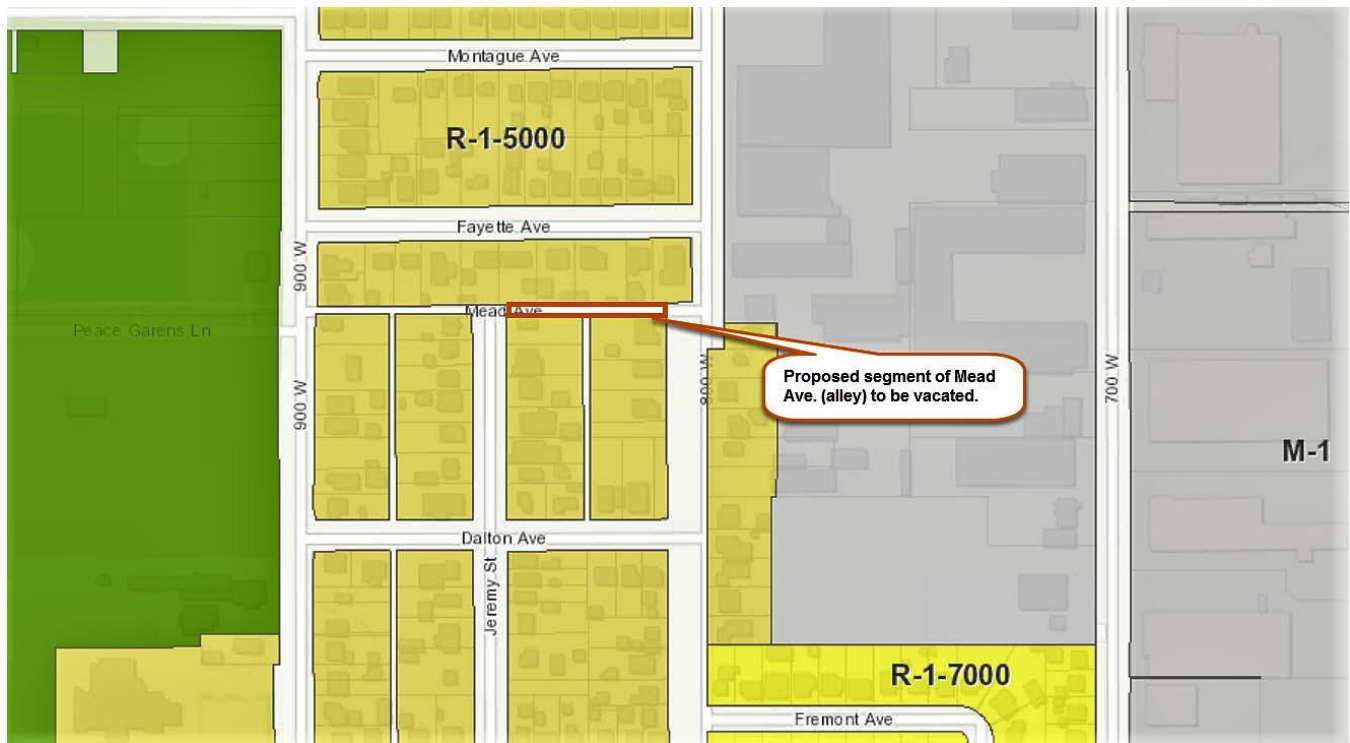 Montague Ave
R-1-5000
Fayette Ave
900 W
Mead Ave
Peace Garens Ln
800 W
Proposed segment of Mead
Ave. (alley) to be vacated.
700 W
900 W
M-1
Dalton Ave
Jeremy St
R-1-7000
Fremont Ave